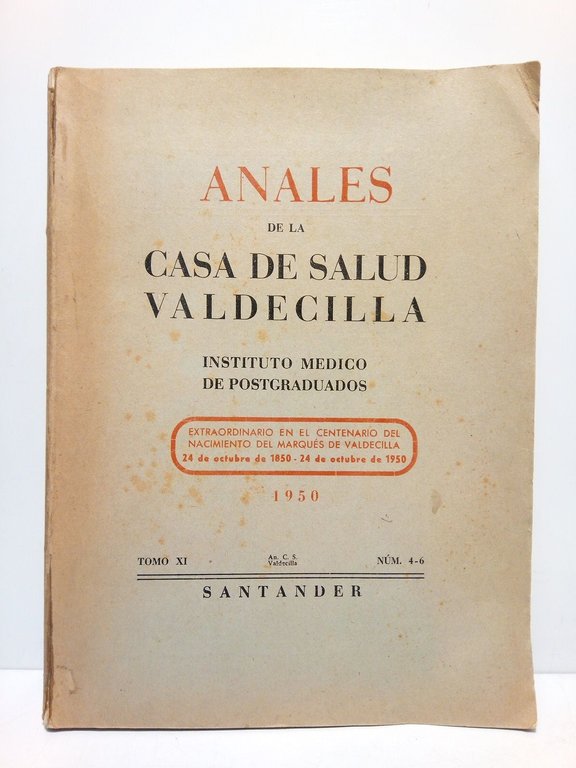 ANALES
DE LA
CASA DE SALUD
VALDECILLA
INSTITUTO MEDICO
DE POSTGRADUADOS
EXTRAORDINARIO EN EL CENTENARIO DEL
NACIMIENTO DEL MARQUÉS DE VALDECILLA
24 de octubre de 1850 - 24 de octubre de 1950
1950
TOMO XI
An. C. S.
Valdecilla
NÚM. 4-6
SANTANDER